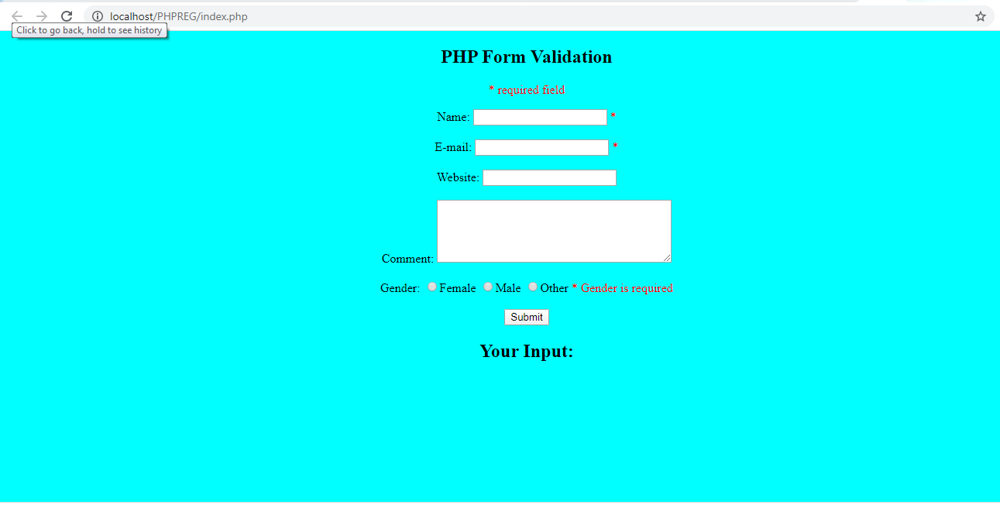 localhost/PHPREG/index.php
Click to go back, hold to see history
PHP Form Validation
* required field
Name: *
E-mail: *
Website:
Comment:
Gender: Female Male Other * Gender is required
Submit
Your Input: